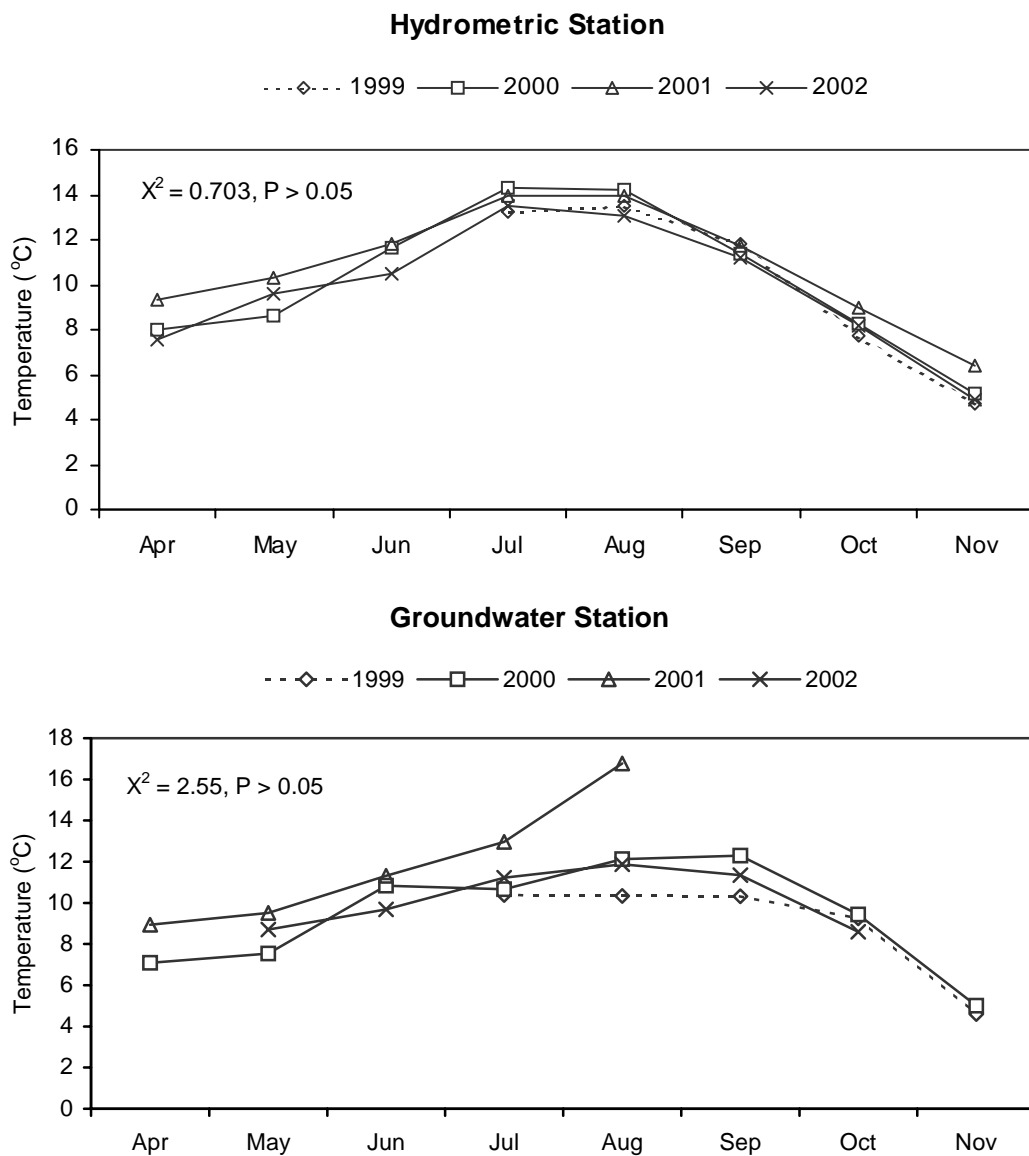 Hydrometric Station
1999 2000 2001 2002
16
X² = 0.703, P > 0.05
14
12
10
8
6
4
2
0
Temperature (°C)
Apr May Jun Jul Aug Sep Oct Nov
Groundwater Station
1999 2000 2001 2002
18
X² = 2.55, P > 0.05
16
14
12
10
8
6
4
2
0
Temperature (°C)
Apr May Jun Jul Aug Sep Oct Nov